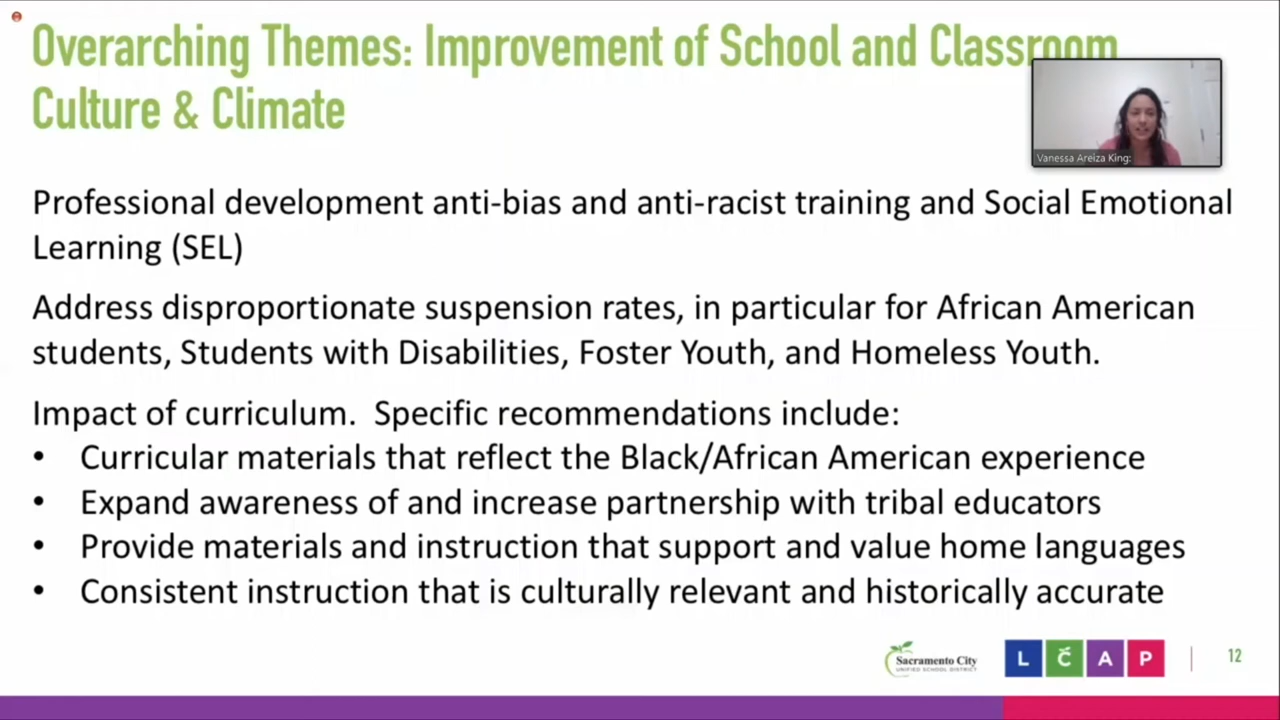 Overarching Themes: Improvement of School and Classroom
Culture & Climate
Vanessa Areiza King:
Professional development anti-bias and anti-racist training and Social Emotional
Learning (SEL)
Address disproportionate suspension rates, in particular for African American
students, Students with Disabilities, Foster Youth, and Homeless Youth.
Impact of curriculum.  Specific recommendations include:
• Curricular materials that reflect the Black/African American experience
• Expand awareness of and increase partnership with tribal educators
• Provide materials and instruction that support and value home languages
• Consistent instruction that is culturally relevant and historically accurate
Sacramento City
UNIFIED SCHOOL DISTRICT
L C A P
12